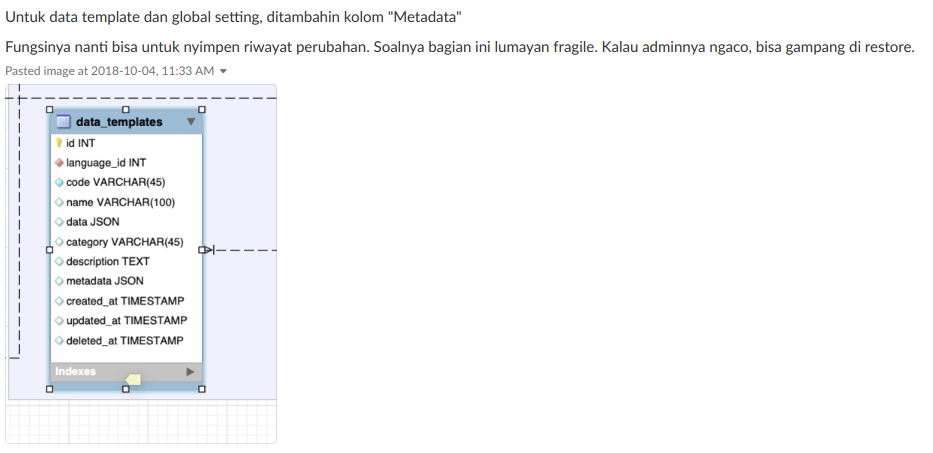 Untuk data template dan global setting, ditambahin kolom "Metadata"
Fungsinya nanti bisa untuk nyimpen riwayat perubahan. Soalnya bagian ini lumayan fragile. Kalau adminnya ngaco, bisa gampang di restore.
Pasted image at 2018-10-04, 11:33 AM
data_templates
id INT
language_id INT
code VARCHAR(45)
name VARCHAR(100)
data JSON
category VARCHAR(45)
description TEXT
metadata JSON
created_at TIMESTAMP
updated_at TIMESTAMP
deleted_at TIMESTAMP
Indexes